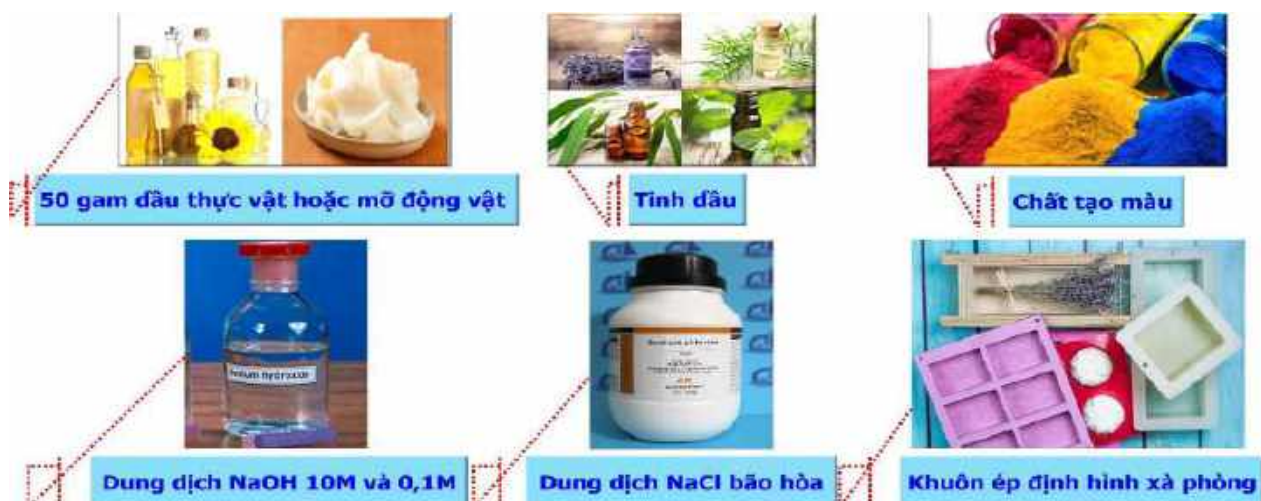 50 gam dầu thực vật hoặc mỡ động vật
Tinh dầu
Chất tạo màu
hydroxide
Dung dịch NaOH 10M và 0,1M
Dung dịch NaCl bão hòa
Khuôn ép định hình xà phòng